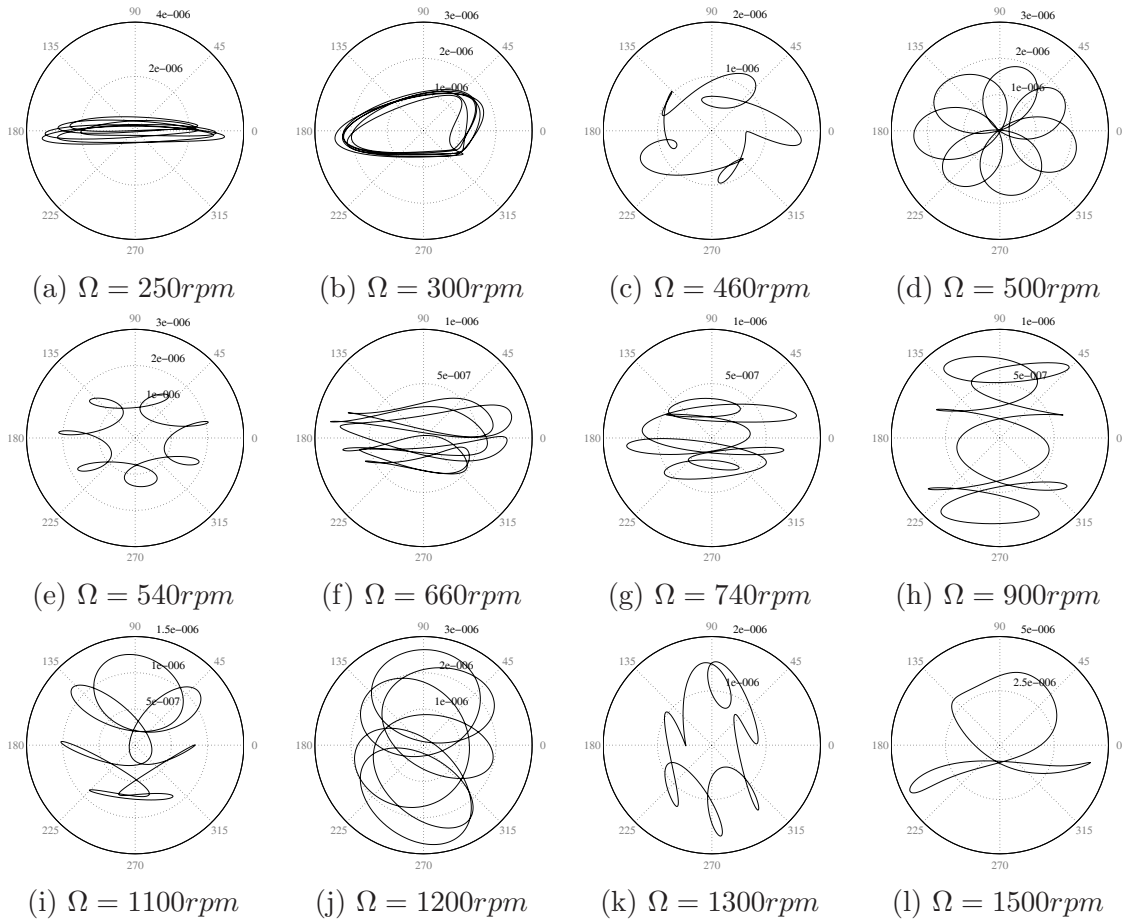 90 4e−006 90 3e−006 90 2e−006 90 3e−006
135 45 135 45 135 45 135 45
2e−006 2e−006 1e−006 2e−006
1e−006 1e−006
180 0 180 0 180 0 180 0
225 315 225 315 225 315 225 315
270 270 270 270
(a) Ω = 250rpm (b) Ω = 300rpm (c) Ω = 460rpm (d) Ω = 500rpm
90 3e−006 90 1e−006 90 1e−006 90 1e−006
135 45 135 45 135 45 135 45
2e−006 5e−007 5e−007 5e−007
1e−006
180 0 180 0 180 0 180 0
225 315 225 315 225 315 225 315
270 270 270 270
(e) Ω = 540rpm (f) Ω = 660rpm (g) Ω = 740rpm (h) Ω = 900rpm
90 1.5e−006 90 3e−006 90 2e−006 90 5e−006
135 45 135 45 135 45 135 45
1e−006 2e−006 1e−006 2.5e−006
5e−007 1e−006
180 0 180 0 180 0 180 0
225 315 225 315 225 315 225 315
270 270 270 270
(i) Ω = 1100rpm (j) Ω = 1200rpm (k) Ω = 1300rpm (l) Ω = 1500rpm